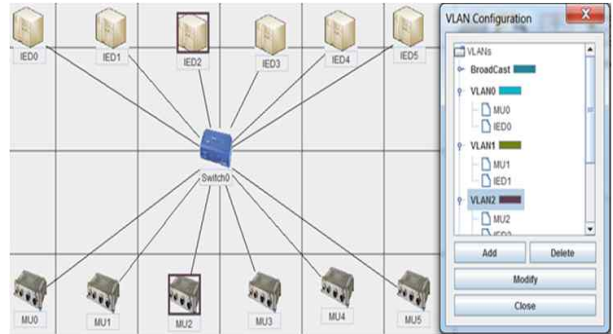 IED0
IED1
IED2
IED3
IED4
IED5
Switch0
MU0
MU1
MU2
MU3
MU4
MU5
VLAN Configuration
VLANs
BroadCast
VLAN0
MU0
IED0
VLAN1
MU1
IED1
VLAN2
MU2
IED2
Add
Delete
Modify
Close